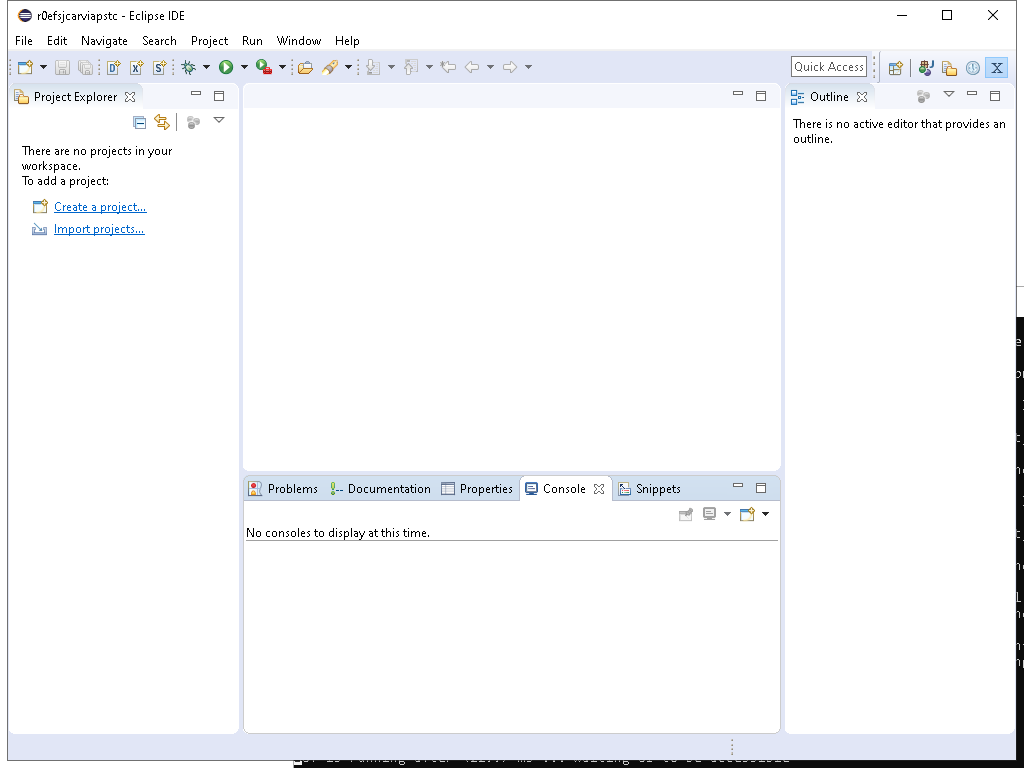 r0efsjcarviapstc - Eclipse IDE
File Edit Navigate Search Project Run Window Help
Quick Access
Project Explorer
There are no projects in your
workspace.
To add a project:
Create a project...
Import projects...
Outline
There is no active editor that provides an
outline.
Problems Documentation Properties Console Snippets
No consoles to display at this time.